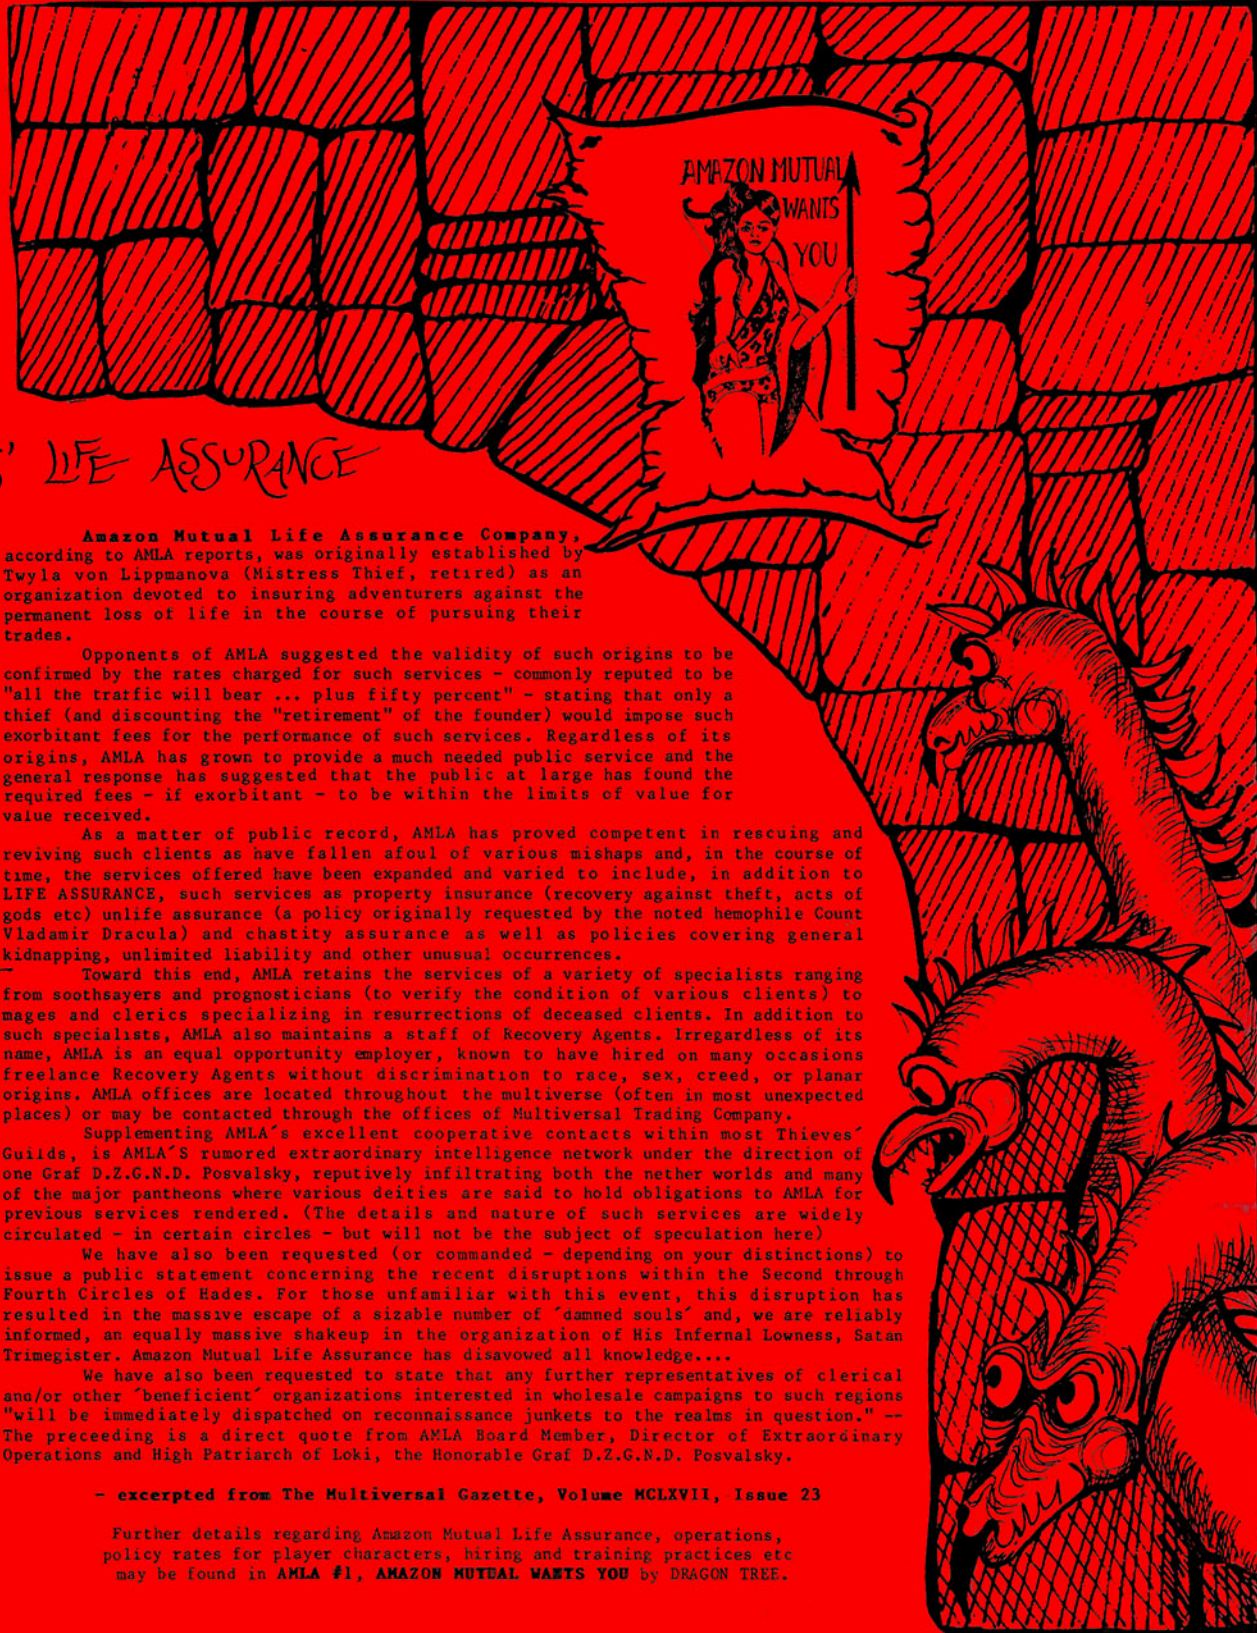 AMAZON MUTUAL
WANTS
YOU
' LIFE ASSURANCE
Amazon Mutual Life Assurance Company,
according to AMLA reports, was originally established by
Twyla von Lippmanova (Mistress Thief, retired) as an
organization devoted to insuring adventurers against the
permanent loss of life in the course of pursuing their
trades.
Opponents of AMLA suggested the validity of such origins to be
confirmed by the rates charged for such services - commonly reputed to be
"all the traffic will bear ... plus fifty percent" - stating that only a
thief (and discounting the "retirement" of the founder) would impose such
exorbitant fees for the performance of such services. Regardless of its
origins, AMLA has grown to provide a much needed public service and the
general response has suggested that the public at large has found the
required fees - if exorbitant - to be within the limits of value for
value received.
As a matter of public record, AMLA has proved competent in rescuing and
reviving such clients as have fallen afoul of various mishaps and, in the course of
time, the services offered have been expanded and varied to include, in addition to
LIFE ASSURANCE, such services as property insurance (recovery against theft, acts of
gods etc) unlife assurance (a policy originally requested by the noted hemophile Count
Vladamir Dracula) and chastity assurance as well as policies covering general
kidnapping, unlimited liability and other unusual occurrences.
Toward this end, AMLA retains the services of a variety of specialists ranging
from soothsayers and prognosticians (to verify the condition of various clients) to
mages and clerics specializing in resurrections of deceased clients. In addition to
such specialists, AMLA also maintains a staff of Recovery Agents. Irregardless of its
name, AMLA is an equal opportunity employer, known to have hired on many occasions
freelance Recovery Agents without discrimination to race, sex, creed, or planar
origins. AMLA offices are located throughout the multiverse (often in most unexpected
places) or may be contacted through the offices of Multiversal Trading Company.
Supplementing AMLA´s excellent cooperative contacts within most Thieves´
Guilds, is AMLA´S rumored extraordinary intelligence network under the direction of
one Graf D.Z.G.N.D. Posvalsky, reputively infiltrating both the nether worlds and many
of the major pantheons where various deities are said to hold obligations to AMLA for
previous services rendered. (The details and nature of such services are widely
circulated - in certain circles - but will not be the subject of speculation here)
We have also been requested (or commanded - depending on your distinctions) to
issue a public statement concerning the recent disruptions within the Second through
Fourth Circles of Hades. For those unfamiliar with this event, this disruption has
resulted in the massive escape of a sizable number of ´damned souls´ and, we are reliably
informed, an equally massive shakeup in the organization of His Infernal Lowness, Satan
Trimegister. Amazon Mutual Life Assurance has disavowed all knowledge....
We have also been requested to state that any further representatives of clerical
and/or other ´beneficient´ organizations interested in wholesale campaigns to such regions
"will be immediately dispatched on reconnaissance junkets to the realms in question." --
The preceeding is a direct quote from AMLA Board Member, Director of Extraordinary
Operations and High Patriarch of Loki, the Honorable Graf D.Z.G.N.D. Posvalsky.
- excerpted from The Multiversal Gazette, Volume MCLXVII, Issue 23
Further details regarding Amazon Mutual Life Assurance, operations,
policy rates for player characters, hiring and training practices etc
may be found in AMLA #1, AMAZON MUTUAL WANTS YOU by DRAGON TREE.